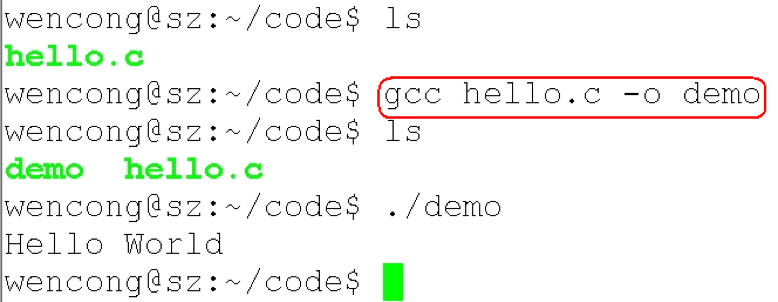 wencong@sz:~/code$ ls
hello.c
wencong@sz:~/code$ gcc hello.c -o demo
wencong@sz:~/code$ ls
demo  hello.c
wencong@sz:~/code$ ./demo
Hello World
wencong@sz:~/code$